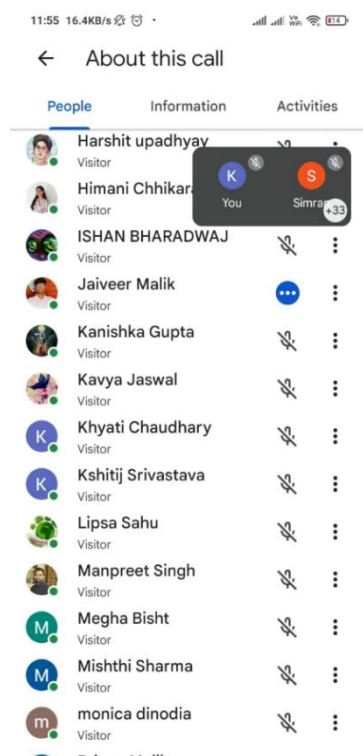 11:55 16.4KB/s
Vo WiFi 14
About this call
People Information Activities
Harshit upadhyay
Visitor
K S
You Simran
+33
Himani Chhikara
Visitor
ISHAN BHARADWAJ
Visitor
Jaiveer Malik
Visitor
Kanishka Gupta
Visitor
Kavya Jaswal
Visitor
K
Khyati Chaudhary
Visitor
K
Kshitij Srivastava
Visitor
Lipsa Sahu
Visitor
Manpreet Singh
Visitor
M
Megha Bisht
Visitor
M
Mishthi Sharma
Visitor
m
monica dinodia
Visitor